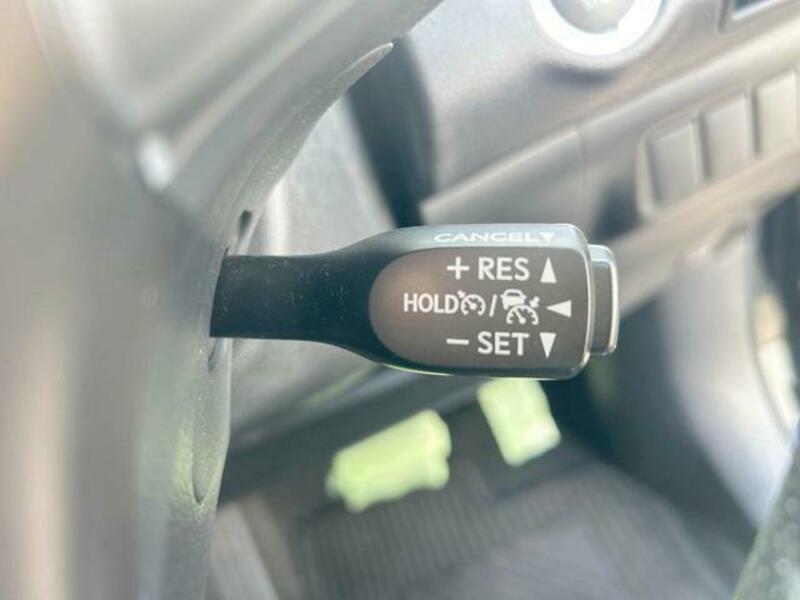 CANCEL▼
+ RES ▲
HOLD / ◀
− SET ▼